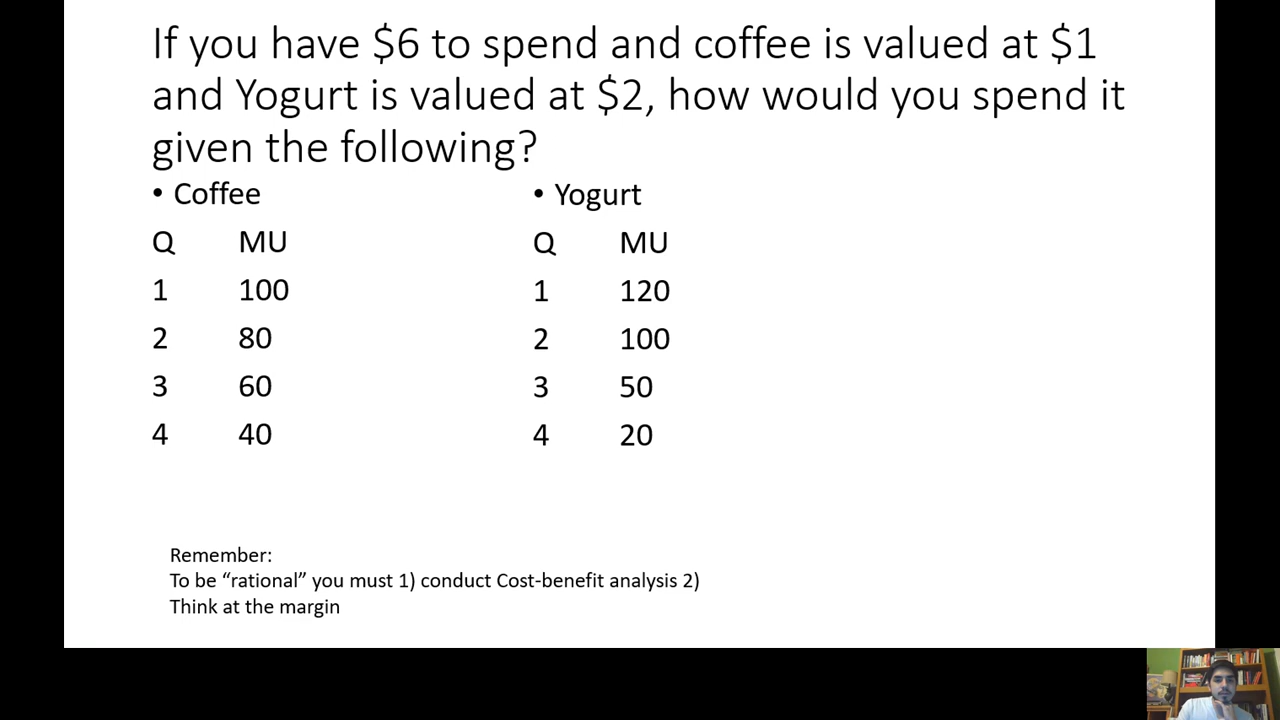 If you have $6 to spend and coffee is valued at $1
and Yogurt is valued at $2, how would you spend it
given the following?
• Coffee
Q MU
1 100
2 80
3 60
4 40
• Yogurt
Q MU
1 120
2 100
3 50
4 20
Remember:
To be “rational” you must 1) conduct Cost-benefit analysis 2)
Think at the margin